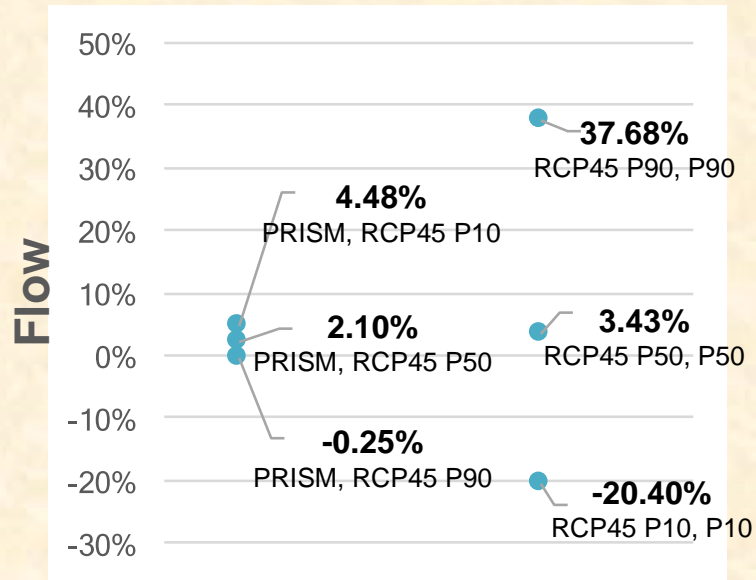 Flow
50%
40%
30%
20%
10%
0%
-10%
-20%
-30%
4.48%
PRISM, RCP45 P10
2.10%
PRISM, RCP45 P50
-0.25%
PRISM, RCP45 P90
37.68%
RCP45 P90, P90
3.43%
RCP45 P50, P50
-20.40%
RCP45 P10, P10